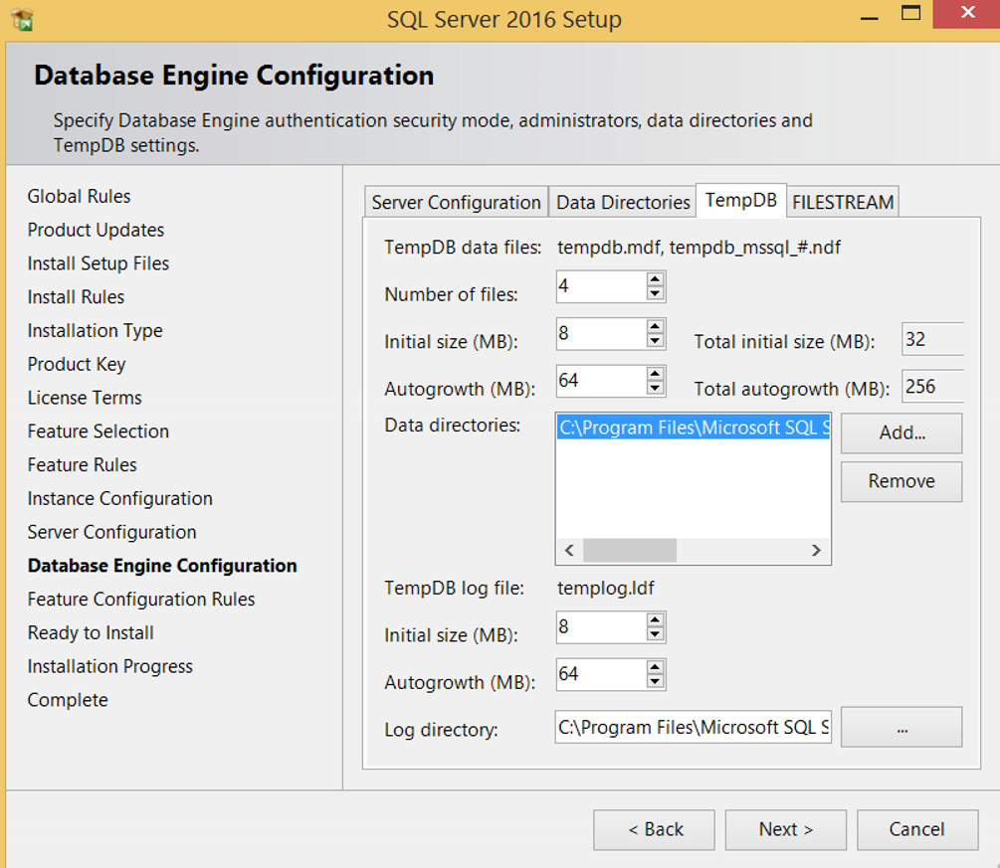 SQL Server 2016 Setup
Database Engine Configuration
Specify Database Engine authentication security mode, administrators, data directories and
TempDB settings.
Global Rules
Product Updates
Install Setup Files
Install Rules
Installation Type
Product Key
License Terms
Feature Selection
Feature Rules
Instance Configuration
Server Configuration
Database Engine Configuration
Feature Configuration Rules
Ready to Install
Installation Progress
Complete
Server Configuration Data Directories TempDB FILESTREAM
TempDB data files: tempdb.mdf, tempdb_mssql_#.ndf
Number of files: 4
Initial size (MB): 8 Total initial size (MB): 32
Autogrowth (MB): 64 Total autogrowth (MB): 256
Data directories: C:\Program Files\Microsoft SQL S Add...
Remove
TempDB log file: templog.ldf
Initial size (MB): 8
Autogrowth (MB): 64
Log directory: C:\Program Files\Microsoft SQL S ...
< Back Next > Cancel